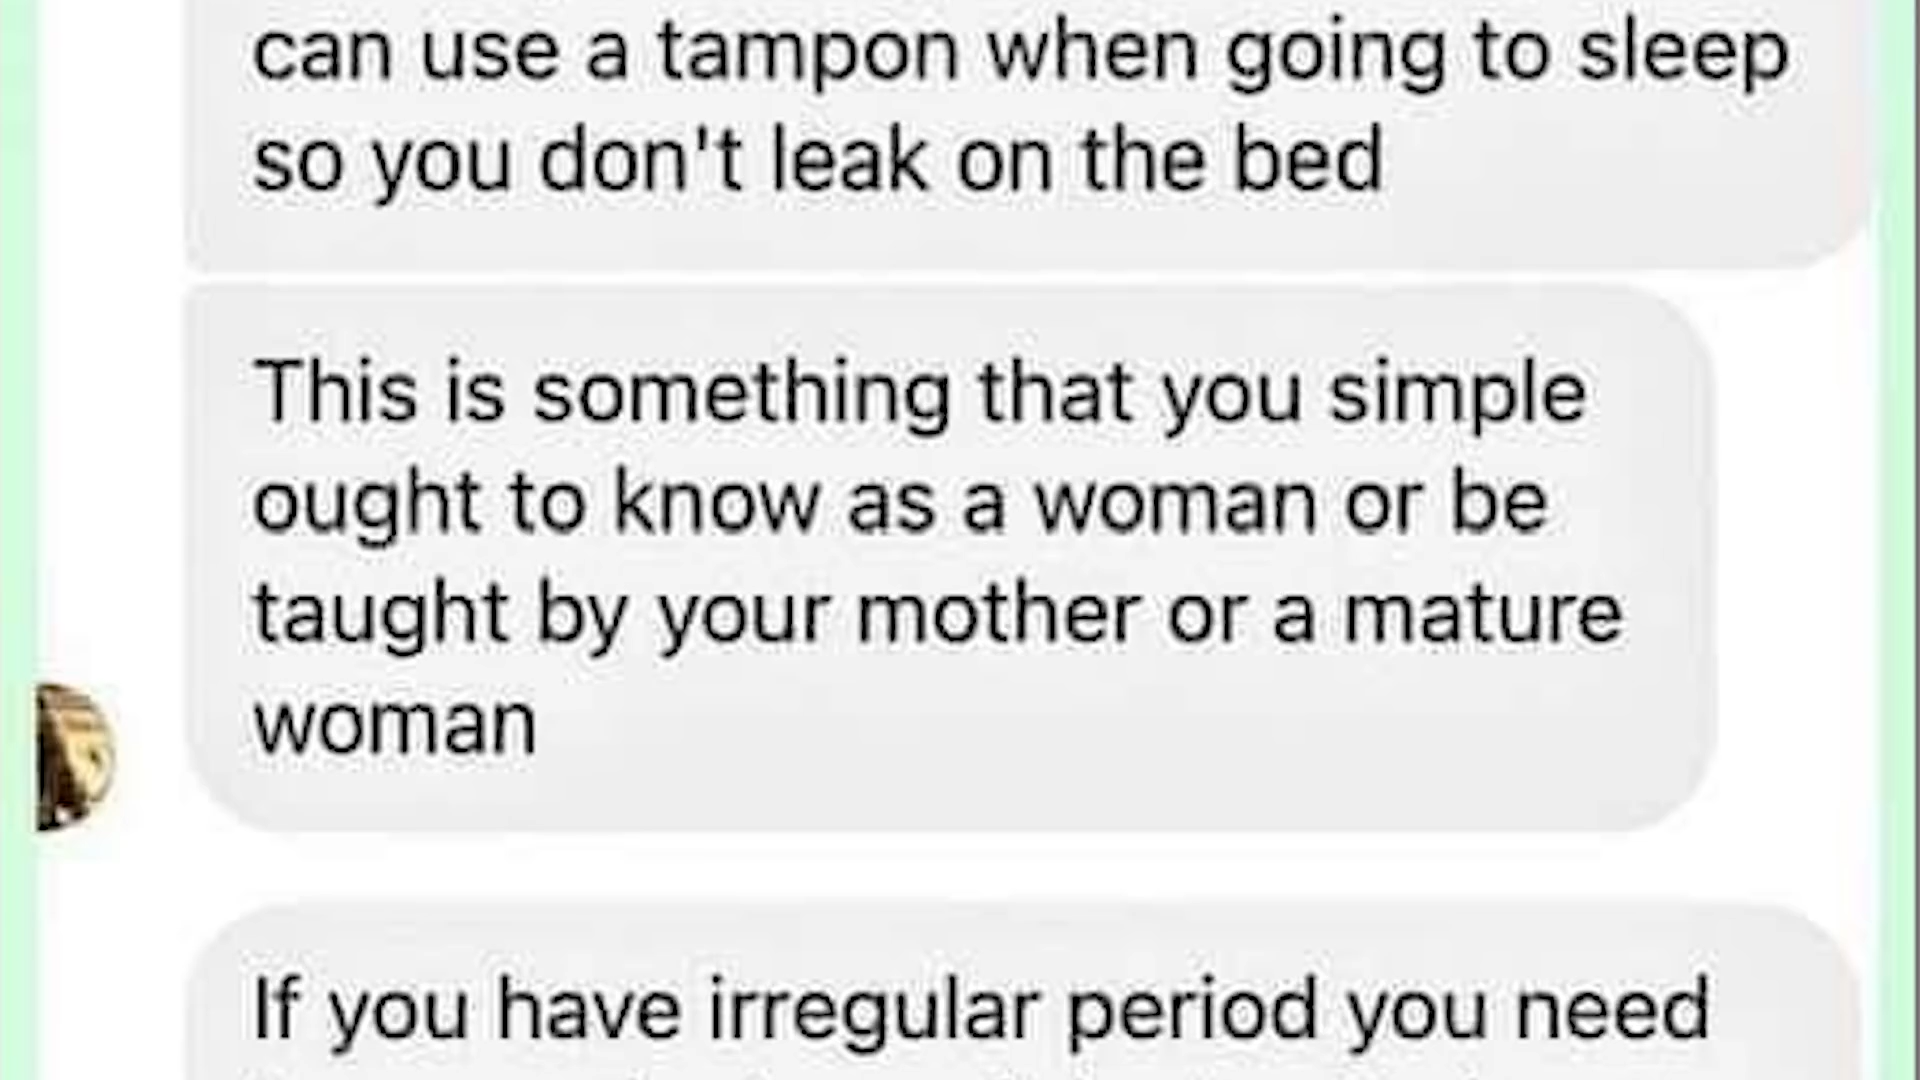 can use a tampon when going to sleep
so you don't leak on the bed
This is something that you simple
ought to know as a woman or be
taught by your mother or a mature
woman
If you have irregular period you need